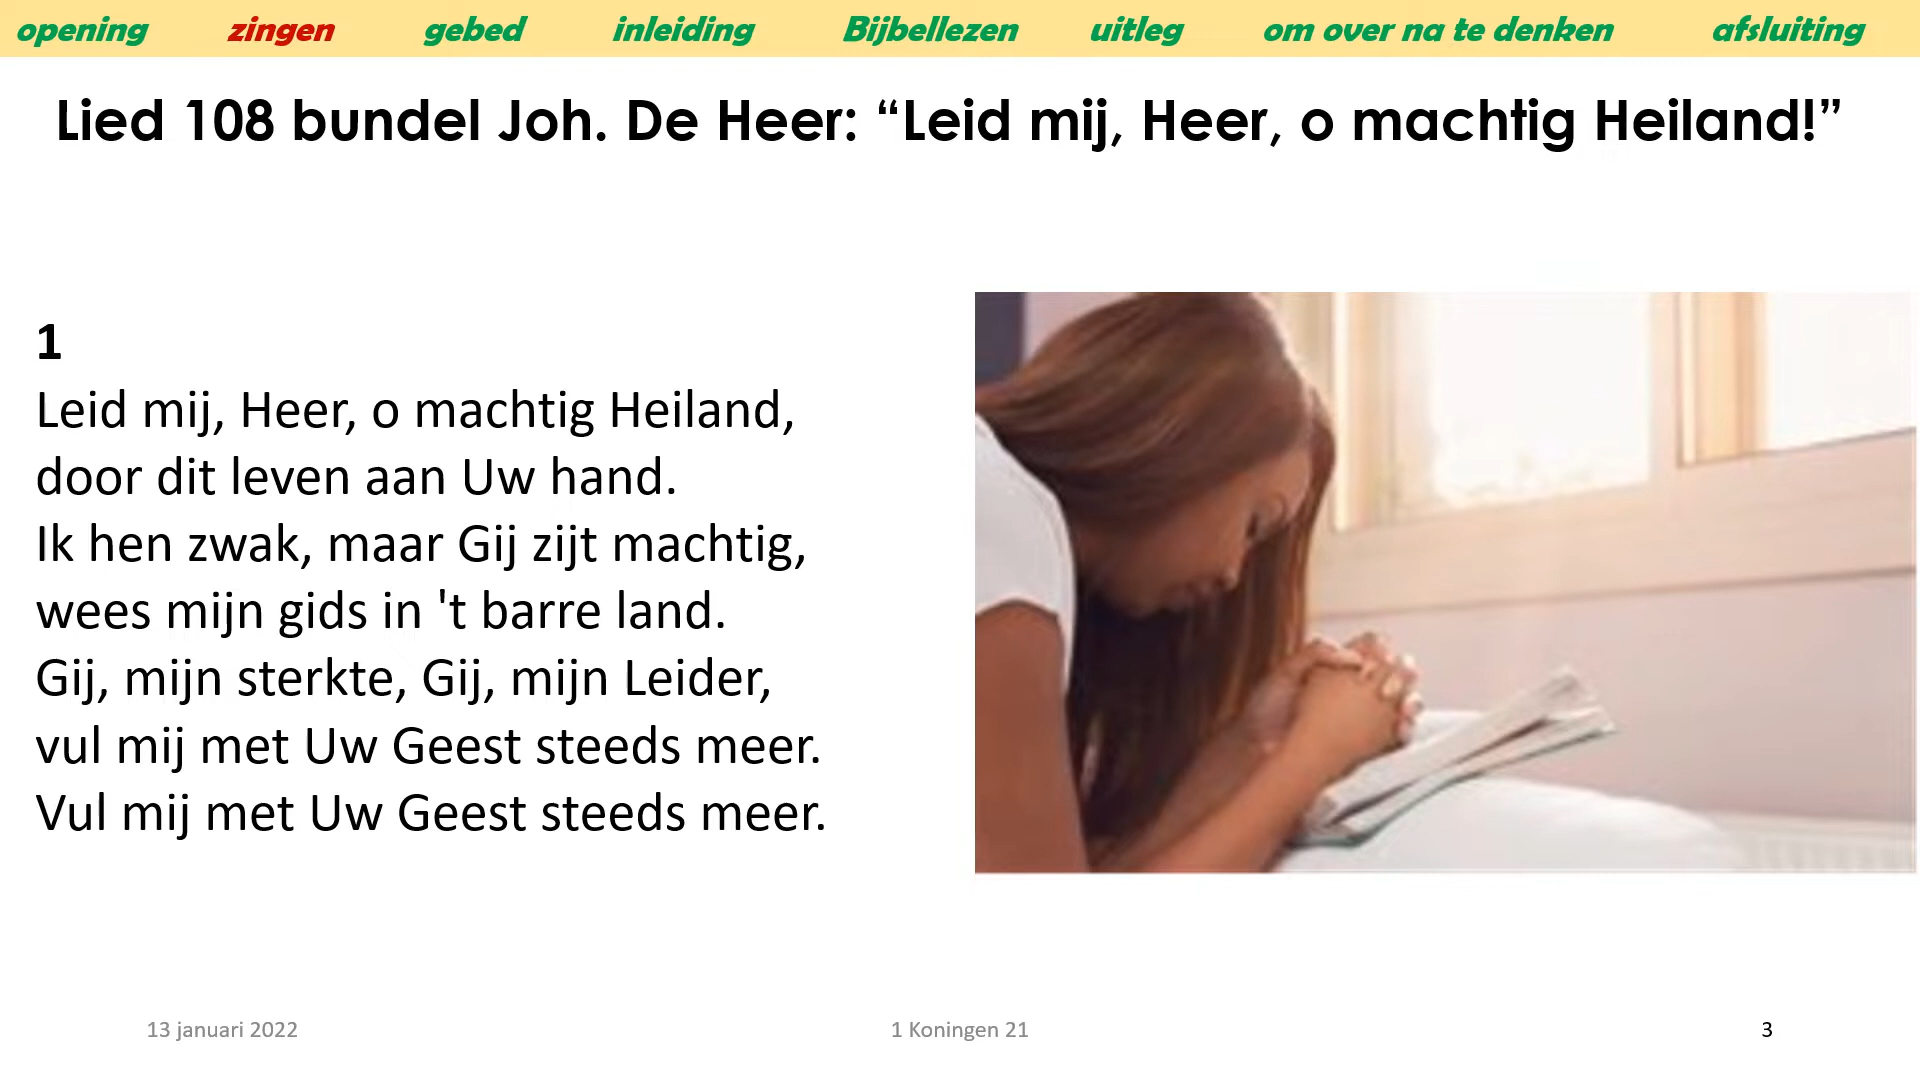 opening zingen gebed inleiding Bijbellezen uitleg om over na te denken afsluiting
Lied 108 bundel Joh. De Heer: “Leid mij, Heer, o machtig Heiland!”
1
Leid mij, Heer, o machtig Heiland,
door dit leven aan Uw hand.
Ik hen zwak, maar Gij zijt machtig,
wees mijn gids in 't barre land.
Gij, mijn sterkte, Gij, mijn Leider,
vul mij met Uw Geest steeds meer.
Vul mij met Uw Geest steeds meer.
13 januari 2022 1 Koningen 21 3